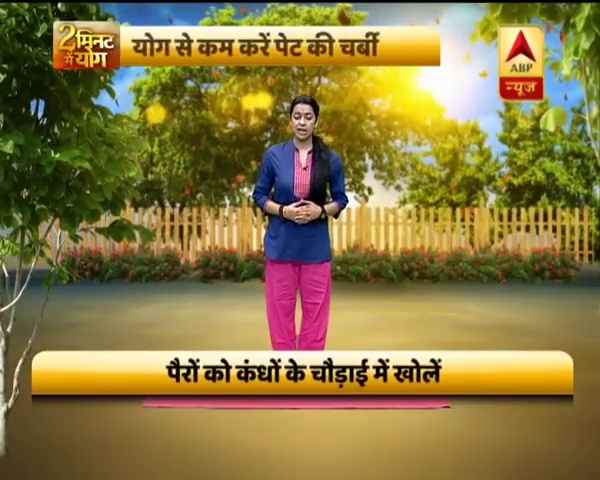 2 मिनट
में योग
योग से कम करें पेट की चर्बी
ABP
न्यूज़
पैरों को कंधों के चौड़ाई में खोलें